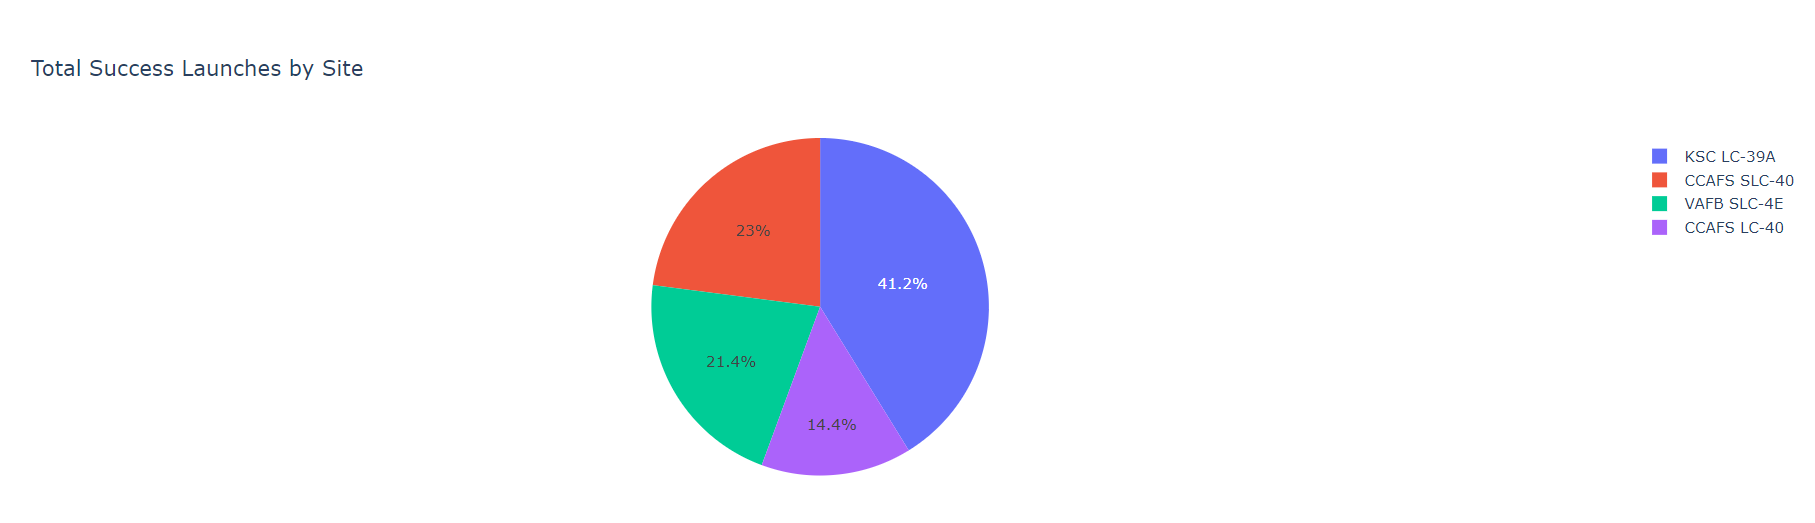 Total Success Launches by Site
KSC LC-39A
CCAFS SLC-40
VAFB SLC-4E
CCAFS LC-40
23%
41.2%
21.4%
14.4%